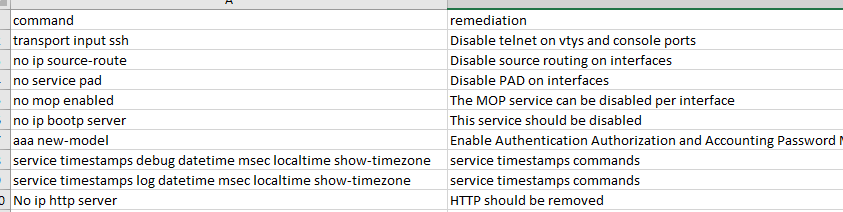 A
command remediation
transport input ssh Disable telnet on vtys and console ports
no ip source-route Disable source routing on interfaces
no service pad Disable PAD on interfaces
no mop enabled The MOP service can be disabled per interface
no ip bootp server This service should be disabled
aaa new-model Enable Authentication Authorization and Accounting Password
service timestamps debug datetime msec localtime show-timezone service timestamps commands
service timestamps log datetime msec localtime show-timezone service timestamps commands
No ip http server HTTP should be removed